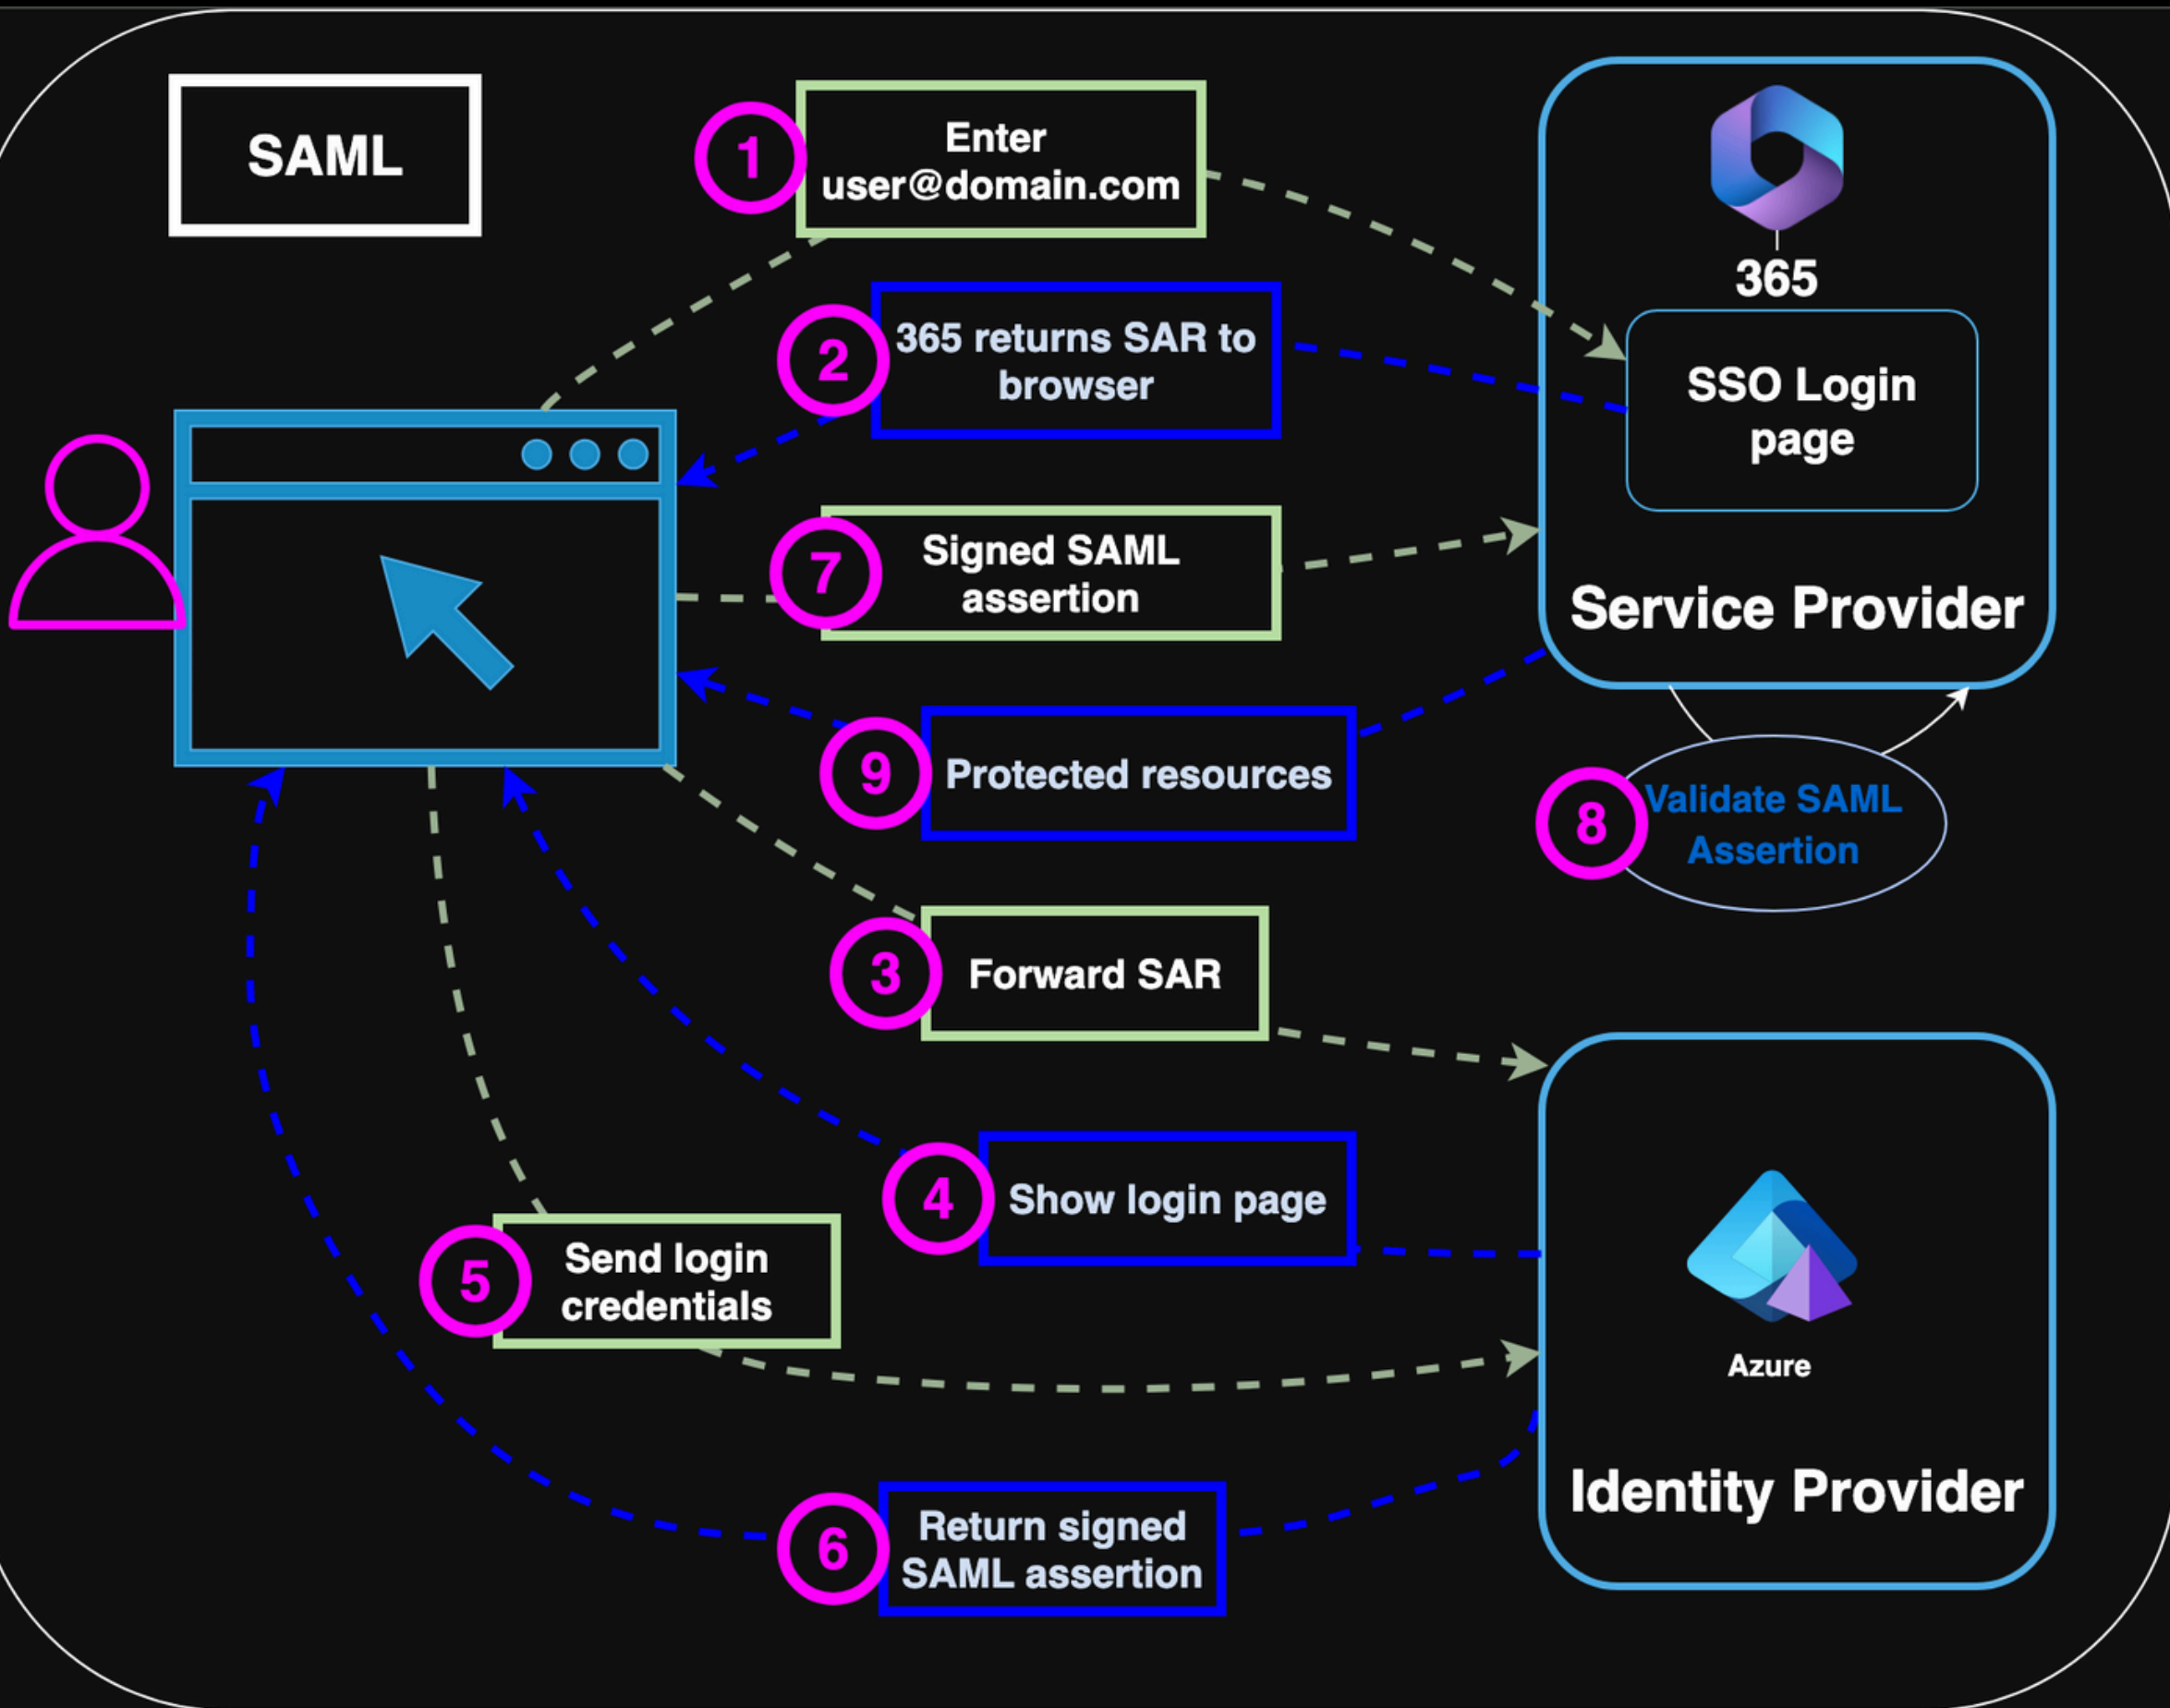 SAML
1
Enter
user@domain.com
365
2
365 returns SAR to
browser
SSO Login
page
7
Signed SAML
assertion
Service Provider
9
Protected resources
8
Validate SAML
Assertion
3
Forward SAR
4
Show login page
5
Send login
credentials
Azure
Identity Provider
6
Return signed
SAML assertion